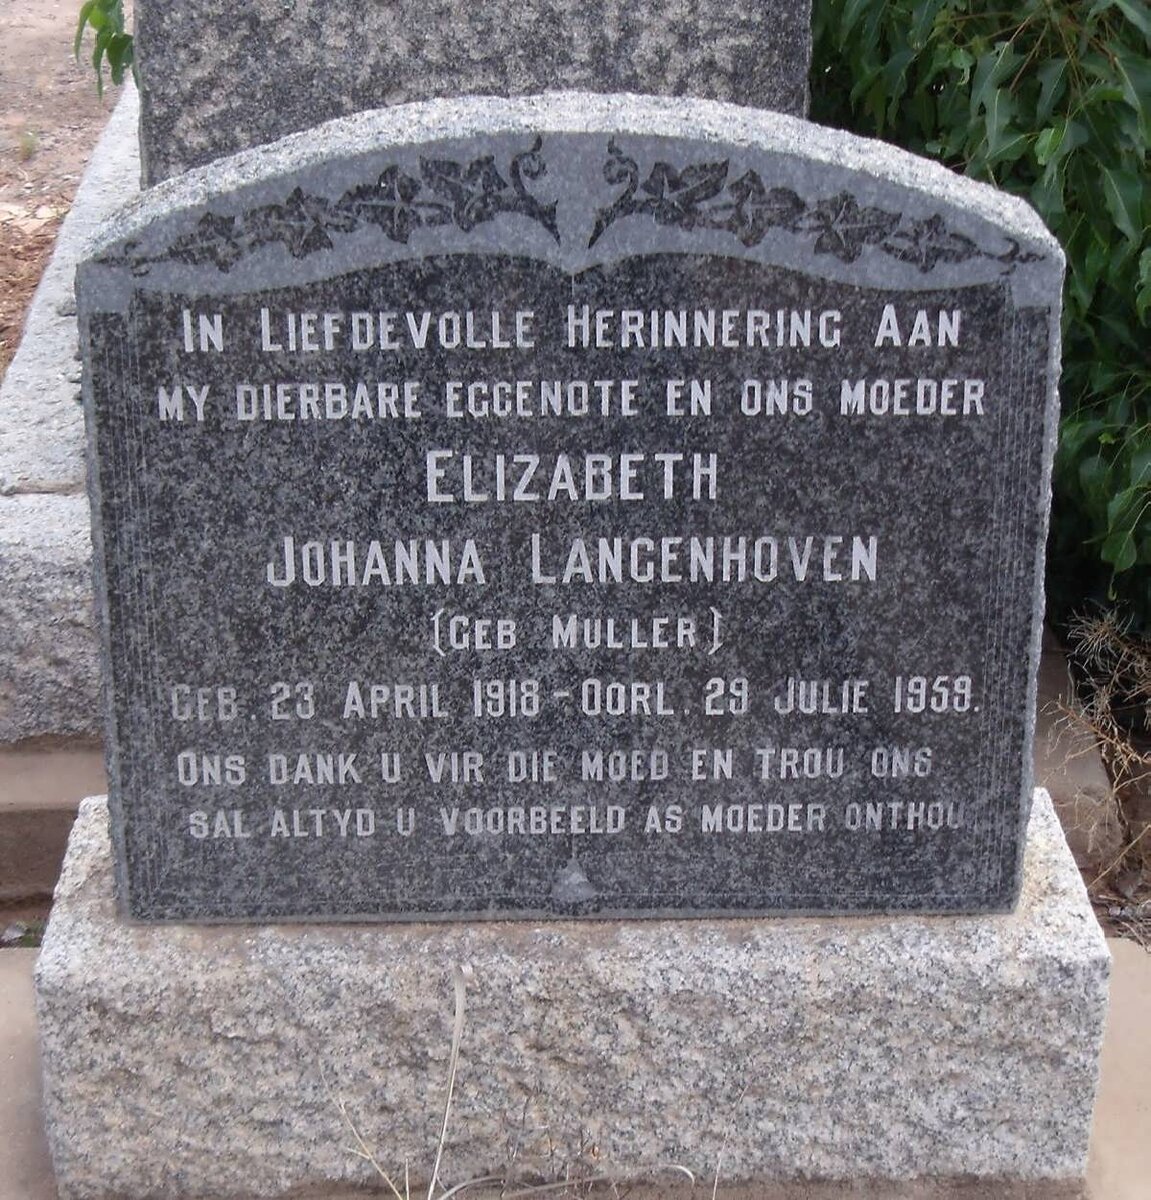 IN LIEFDEVOLLE HERINNERING AAN
MY DIERBARE EGGENOTE EN ONS MOEDER
ELIZABETH
JOHANNA LANGENHOVEN
(GEB MULLER)
GEB. 23 APRIL 1918 - OORL. 29 JULIE 1959.
ONS DANK U VIR DIE MOED EN TROU ONS
SAL ALTYD U VOORBEELD AS MOEDER ONTHOU